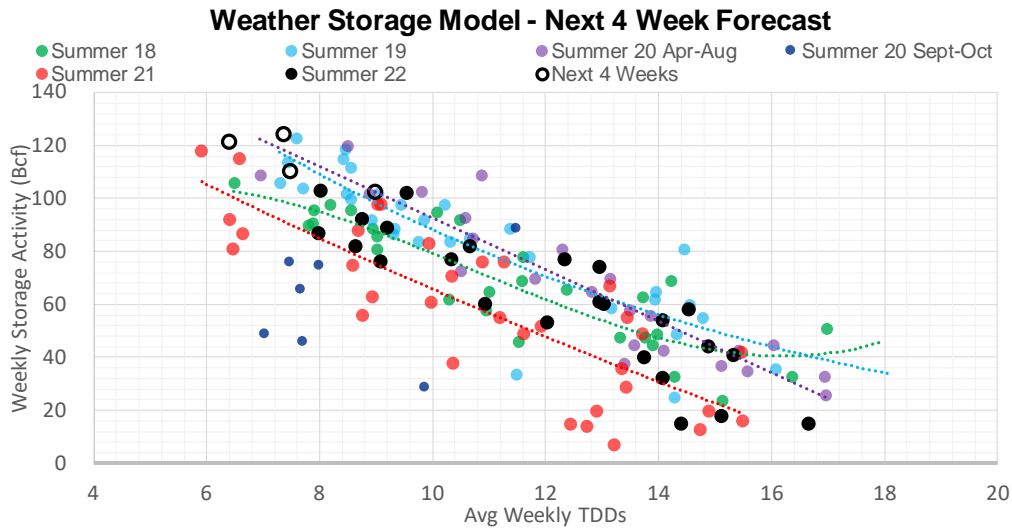 Weather Storage Model - Next 4 Week Forecast
Summer 18 Summer 19 Summer 20 Apr-Aug Summer 20 Sept-Oct
Summer 21 Summer 22 Next 4 Weeks
Weekly Storage Activity (Bcf)
140
120
100
80
60
40
20
0
4 6 8 10 12 14 16 18 20
Avg Weekly TDDs